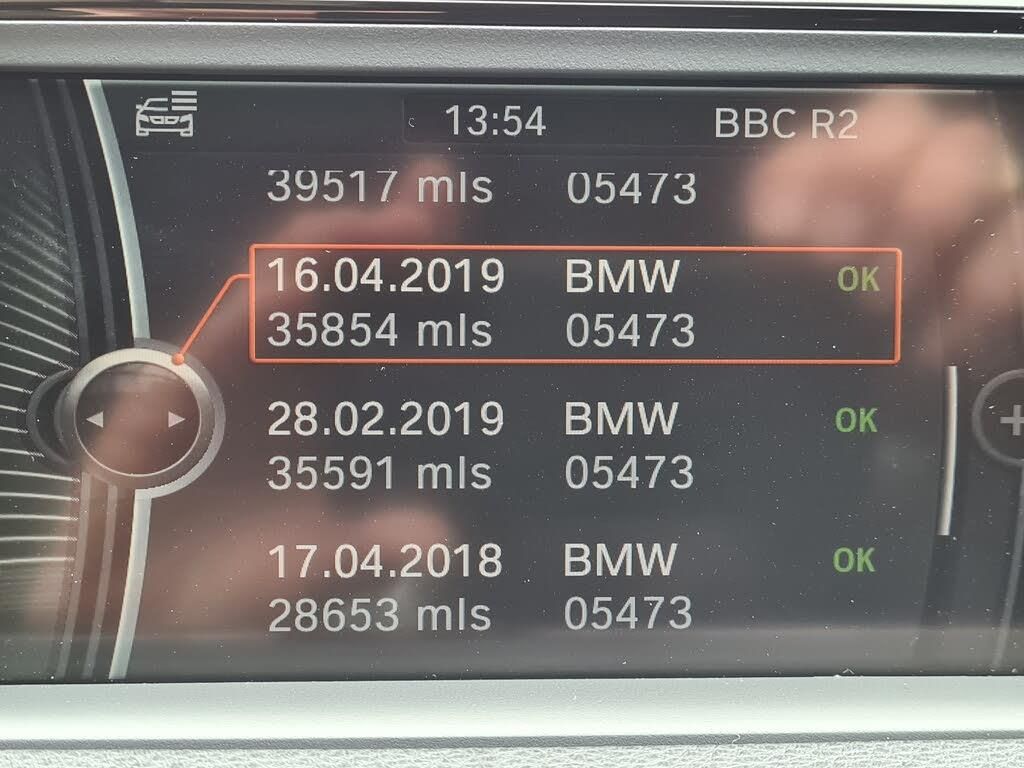 13:54 BBC R2
39517 mls 05473
16.04.2019 BMW OK
35854 mls 05473
28.02.2019 BMW OK
35591 mls 05473
17.04.2018 BMW OK
28653 mls 05473